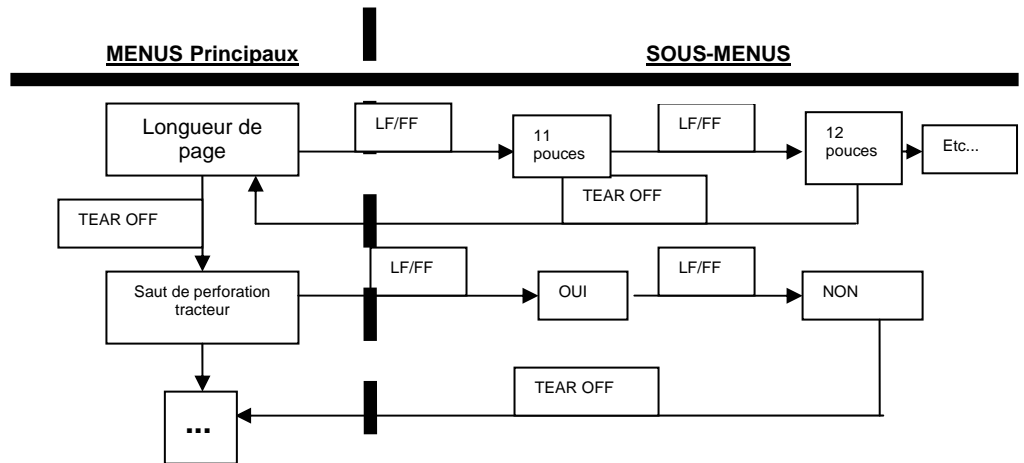 MENUS Principaux
SOUS-MENUS
Longueur de
page
LF/FF
11
pouces
LF/FF
12
pouces
Etc...
TEAR OFF
TEAR OFF
Saut de perforation
tracteur
LF/FF
OUI
LF/FF
NON
TEAR OFF
...